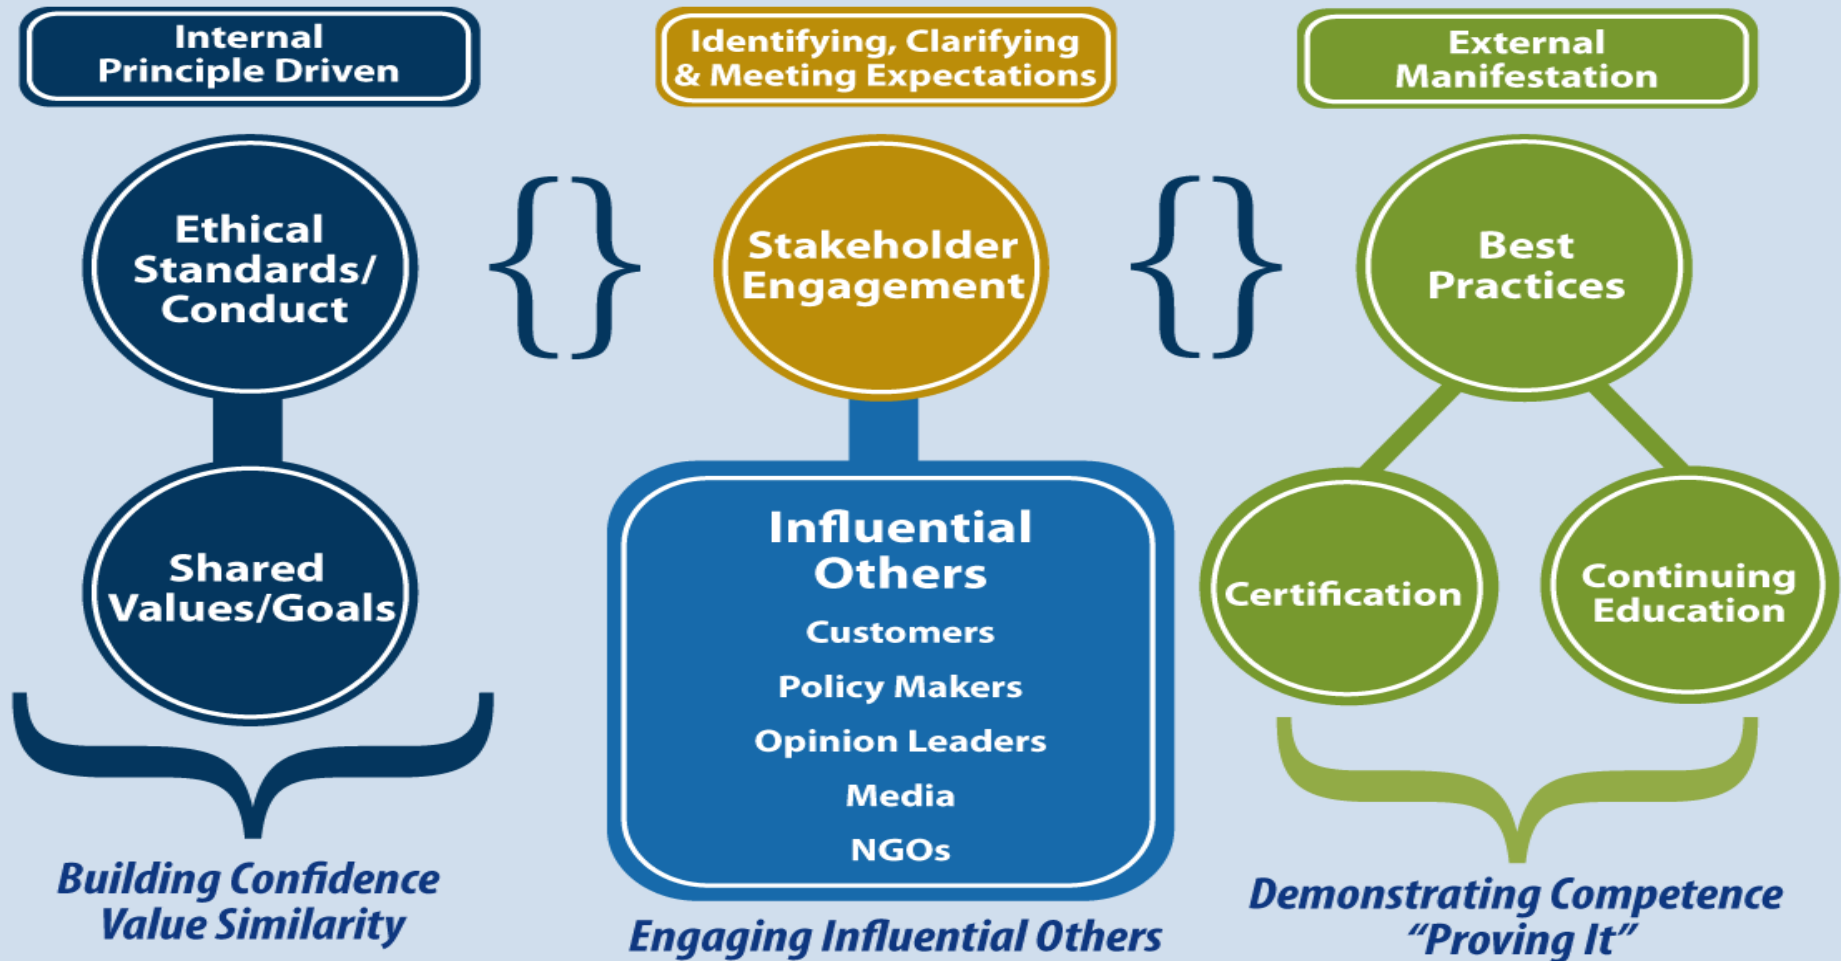 Internal
Principle Driven
Identifying, Clarifying
& Meeting Expectations
External
Manifestation
Ethical
Standards/
Conduct
Stakeholder
Engagement
Best
Practices
Shared
Values/Goals
Influential
Others
Customers
Policy Makers
Opinion Leaders
Media
NGOs
Certification
Continuing
Education
Building Confidence
Value Similarity
Engaging Influential Others
Demonstrating Competence
“Proving It”